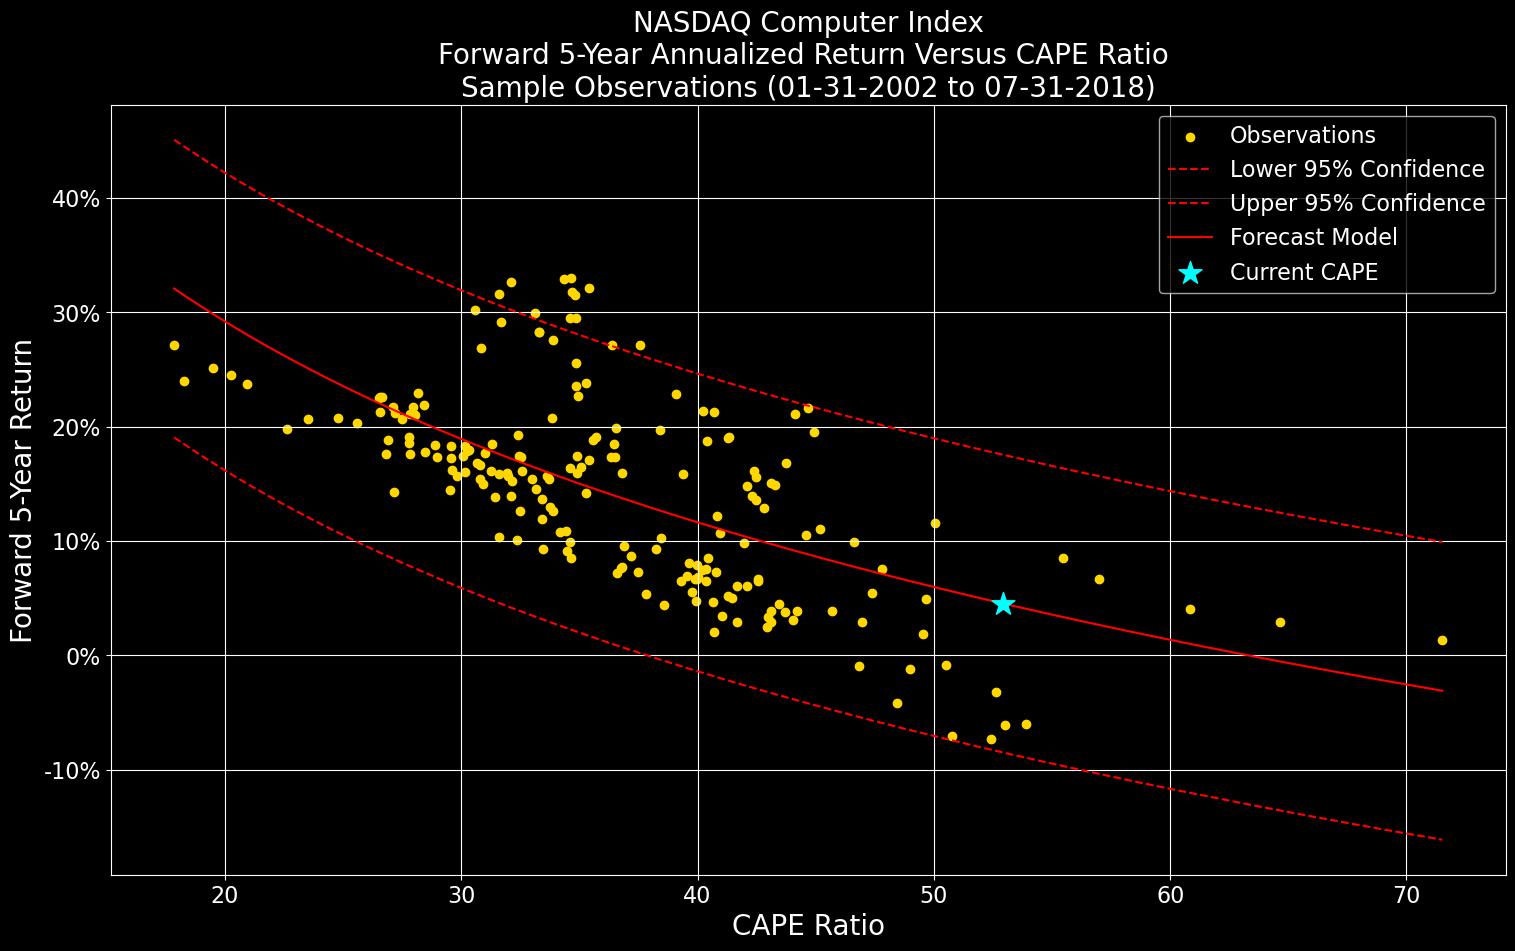 NASDAQ Computer Index
Forward 5-Year Annualized Return Versus CAPE Ratio
Sample Observations (01-31-2002 to 07-31-2018)
Observations
Lower 95% Confidence
Upper 95% Confidence
Forecast Model
Current CAPE
Forward 5-Year Return
40%
30%
20%
10%
0%
-10%
20 30 40 50 60 70
CAPE Ratio